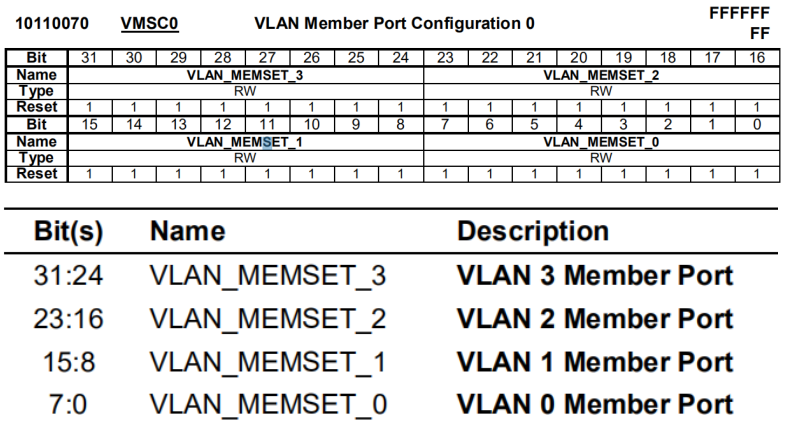 10110070 VMSC0 VLAN Member Port Configuration 0 FFFFFF
FF
Bit 31 30 29 28 27 26 25 24 23 22 21 20 19 18 17 16
Name VLAN_MEMSET_3 VLAN_MEMSET_2
Type RW RW
Reset 1 1 1 1 1 1 1 1 1 1 1 1 1 1 1 1
Bit 15 14 13 12 11 10 9 8 7 6 5 4 3 2 1 0
Name VLAN_MEMSET_1 VLAN_MEMSET_0
Type RW RW
Reset 1 1 1 1 1 1 1 1 1 1 1 1 1 1 1 1
Bit(s) Name Description
31:24 VLAN_MEMSET_3 VLAN 3 Member Port
23:16 VLAN_MEMSET_2 VLAN 2 Member Port
15:8 VLAN_MEMSET_1 VLAN 1 Member Port
7:0 VLAN_MEMSET_0 VLAN 0 Member Port